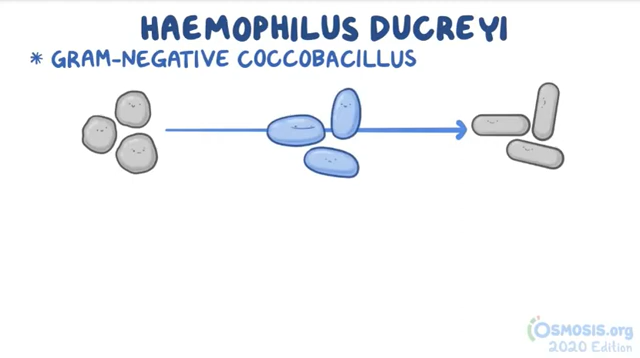 HAEMOPHILUS DUCREYI
* GRAM-NEGATIVE COCCOBACILLUS
OSMOSIS.org
2020 Edition